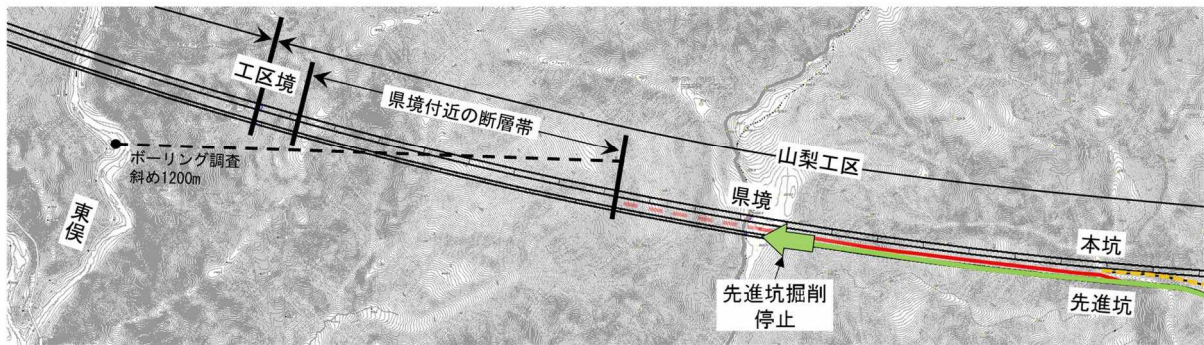 工区境
県境付近の断層帯
ボーリング調査
斜め1200m
東俣
山梨工区
県境
先進坑掘削
停止
本坑
先進坑